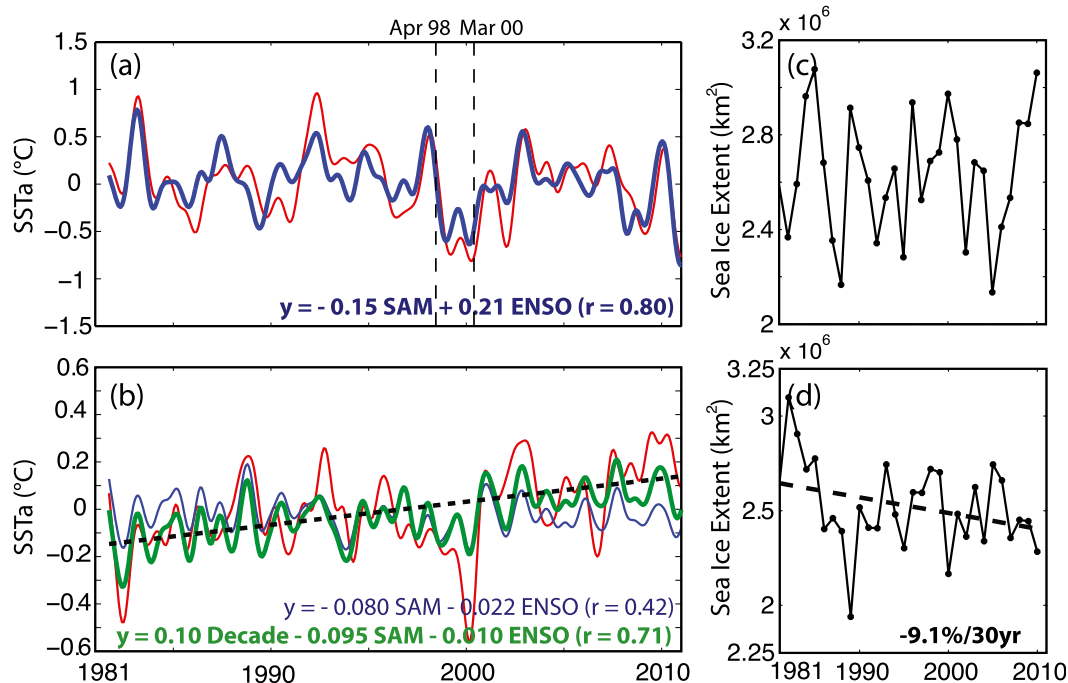 Apr 98 Mar 00
(a)
1.5
1
0.5
0
−0.5
−1
−1.5
SSTa (°C)
y = - 0.15 SAM + 0.21 ENSO (r = 0.80)
(b)
0.6
0.4
0.2
0
−0.2
−0.4
−0.6
SSTa (°C)
y = - 0.080 SAM - 0.022 ENSO (r = 0.42)
y = 0.10 Decade - 0.095 SAM - 0.010 ENSO (r = 0.71)
1981 1990 2000 2010
x 10⁶
(c)
3.2
2.8
2.4
2
Sea Ice Extent (km²)
x 10⁶
(d)
3.25
3
2.75
2.5
2
2.25
Sea Ice Extent (km²)
-9.1%/30yr
1981 1990 2000 2010